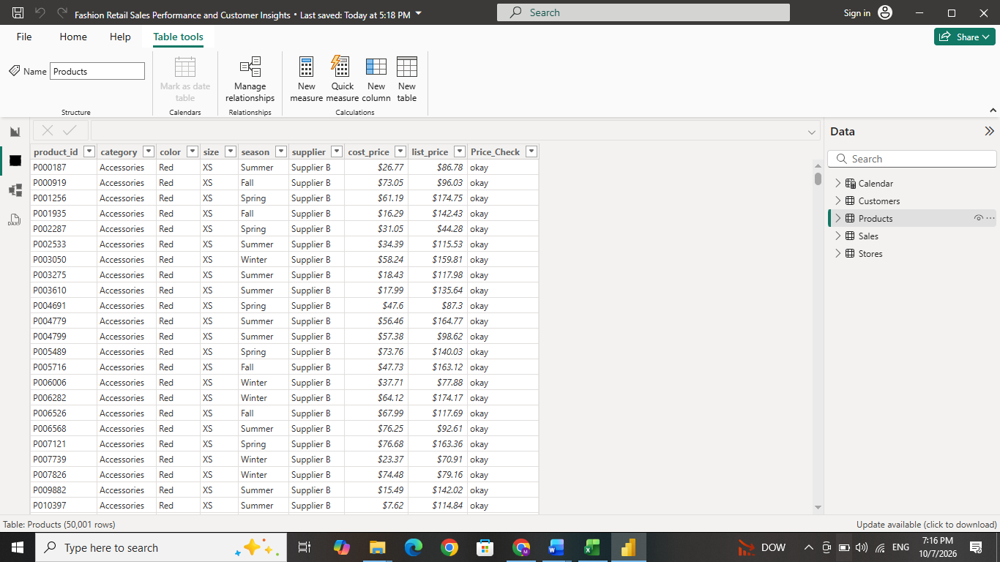 Fashion Retail Sales Performance and Customer Insights • Last saved: Today at 5:18 PM
Search
Sign in
File Home Help Table tools
Share
Name Products
Mark as date table
Manage relationships
New measure
Quick measure
New column
New table
Structure
Calendars
Relationships
Calculations
product_id category color size season supplier cost_price list_price Price_Check
P000187 Accessories Red XS Summer Supplier B $26.77 $86.78 okay
P000919 Accessories Red XS Fall Supplier B $73.05 $96.03 okay
P001256 Accessories Red XS Spring Supplier B $61.19 $174.75 okay
P001935 Accessories Red XS Fall Supplier B $16.29 $142.43 okay
P002287 Accessories Red XS Spring Supplier B $31.05 $44.28 okay
P002533 Accessories Red XS Summer Supplier B $34.39 $115.53 okay
P003050 Accessories Red XS Winter Supplier B $58.24 $159.81 okay
P003275 Accessories Red XS Summer Supplier B $18.43 $117.98 okay
P003610 Accessories Red XS Summer Supplier B $17.99 $135.64 okay
P004691 Accessories Red XS Spring Supplier B $47.6 $87.3 okay
P004779 Accessories Red XS Summer Supplier B $56.46 $164.77 okay
P004799 Accessories Red XS Summer Supplier B $57.38 $98.62 okay
P005489 Accessories Red XS Spring Supplier B $73.76 $140.03 okay
P005716 Accessories Red XS Fall Supplier B $47.73 $163.12 okay
P006006 Accessories Red XS Winter Supplier B $37.71 $77.88 okay
P006282 Accessories Red XS Winter Supplier B $64.12 $174.17 okay
P006526 Accessories Red XS Fall Supplier B $67.99 $117.69 okay
P006568 Accessories Red XS Summer Supplier B $76.25 $92.61 okay
P007121 Accessories Red XS Spring Supplier B $76.68 $163.36 okay
P007739 Accessories Red XS Winter Supplier B $23.37 $70.91 okay
P007826 Accessories Red XS Winter Supplier B $74.48 $79.16 okay
P009882 Accessories Red XS Summer Supplier B $15.49 $142.02 okay
P010397 Accessories Red XS Summer Supplier B $7.62 $114.84 okay
Data
Search
Calendar
Customers
Products
Sales
Stores
DAX
Table: Products (50,001 rows)
Update available (click to download)
Type here to search
DOW
ENG
7:16 PM
10/7/2026